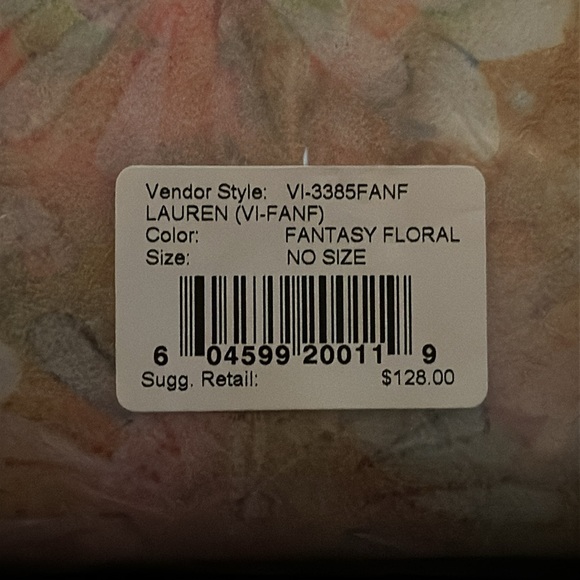 Vendor Style: VI-3385FANF
LAUREN (VI-FANF)
Color: FANTASY FLORAL
Size: NO SIZE
6 04599 20011 9
Sugg. Retail: $128.00